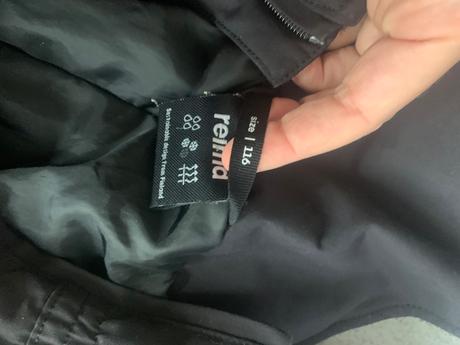 reima
Sustainable design from Finland
size | 116